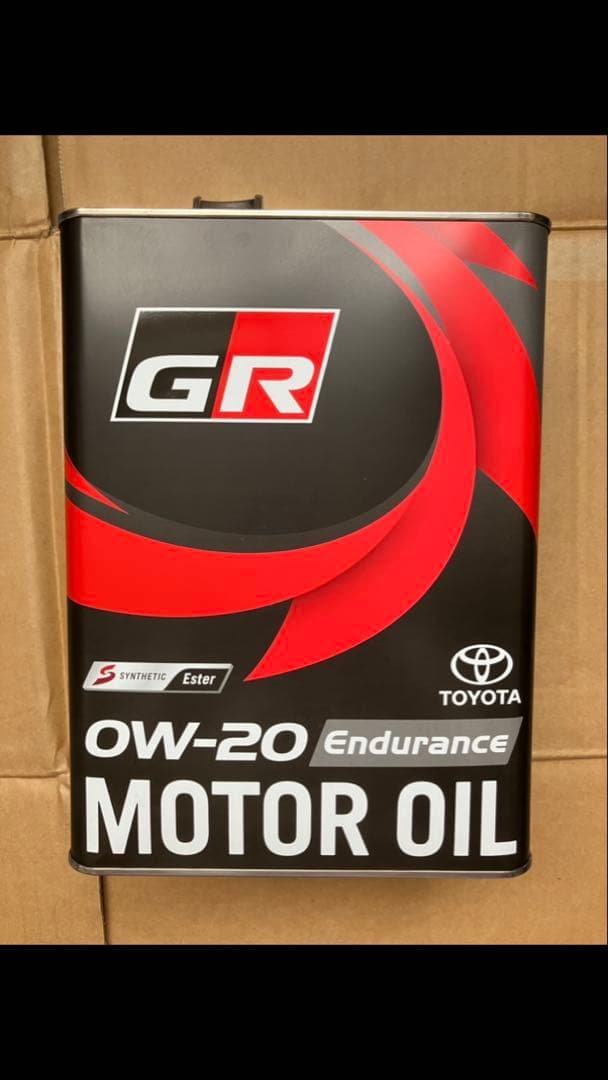 GR
SYNTHETIC Ester
TOYOTA
0W-20 Endurance
MOTOR OIL